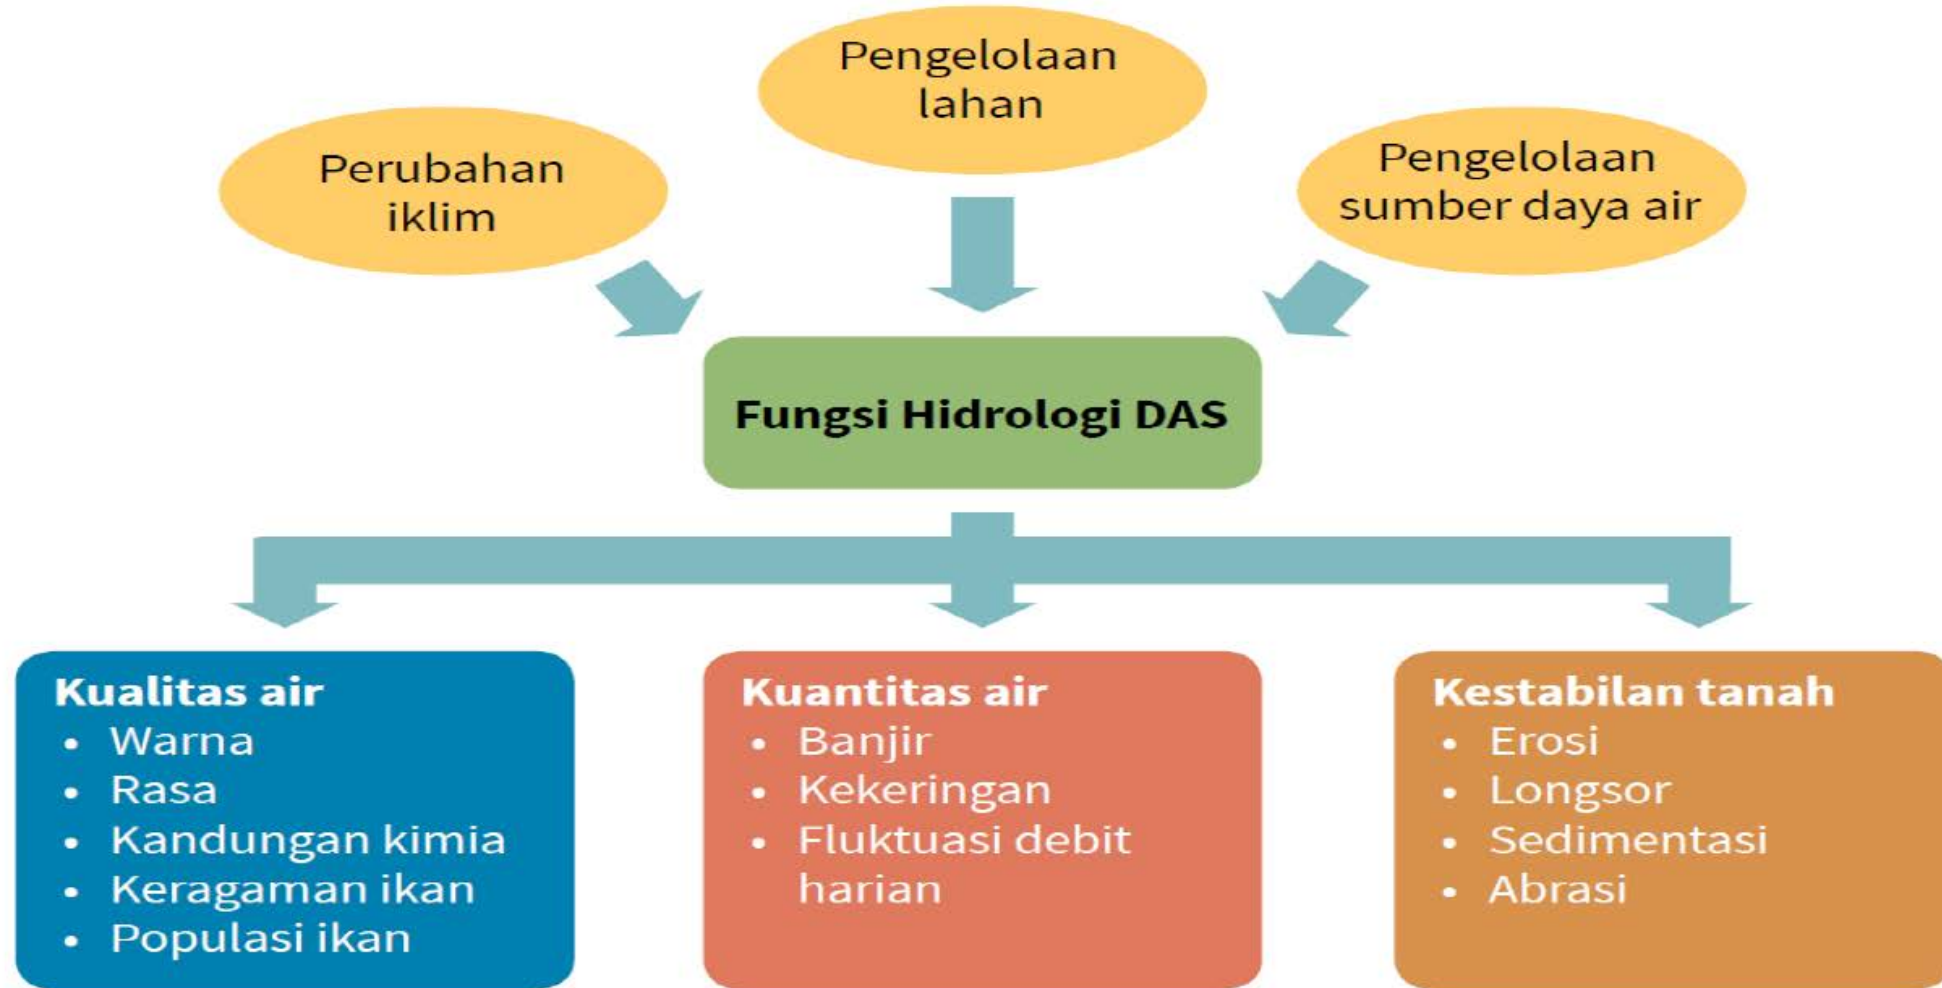 Pengelolaan
lahan
Perubahan
iklim
Pengelolaan
sumber daya air
Fungsi Hidrologi DAS
Kualitas air
• Warna
• Rasa
• Kandungan kimia
• Keragaman ikan
• Populasi ikan
Kuantitas air
• Banjir
• Kekeringan
• Fluktuasi debit
harian
Kestabilan tanah
• Erosi
• Longsor
• Sedimentasi
• Abrasi